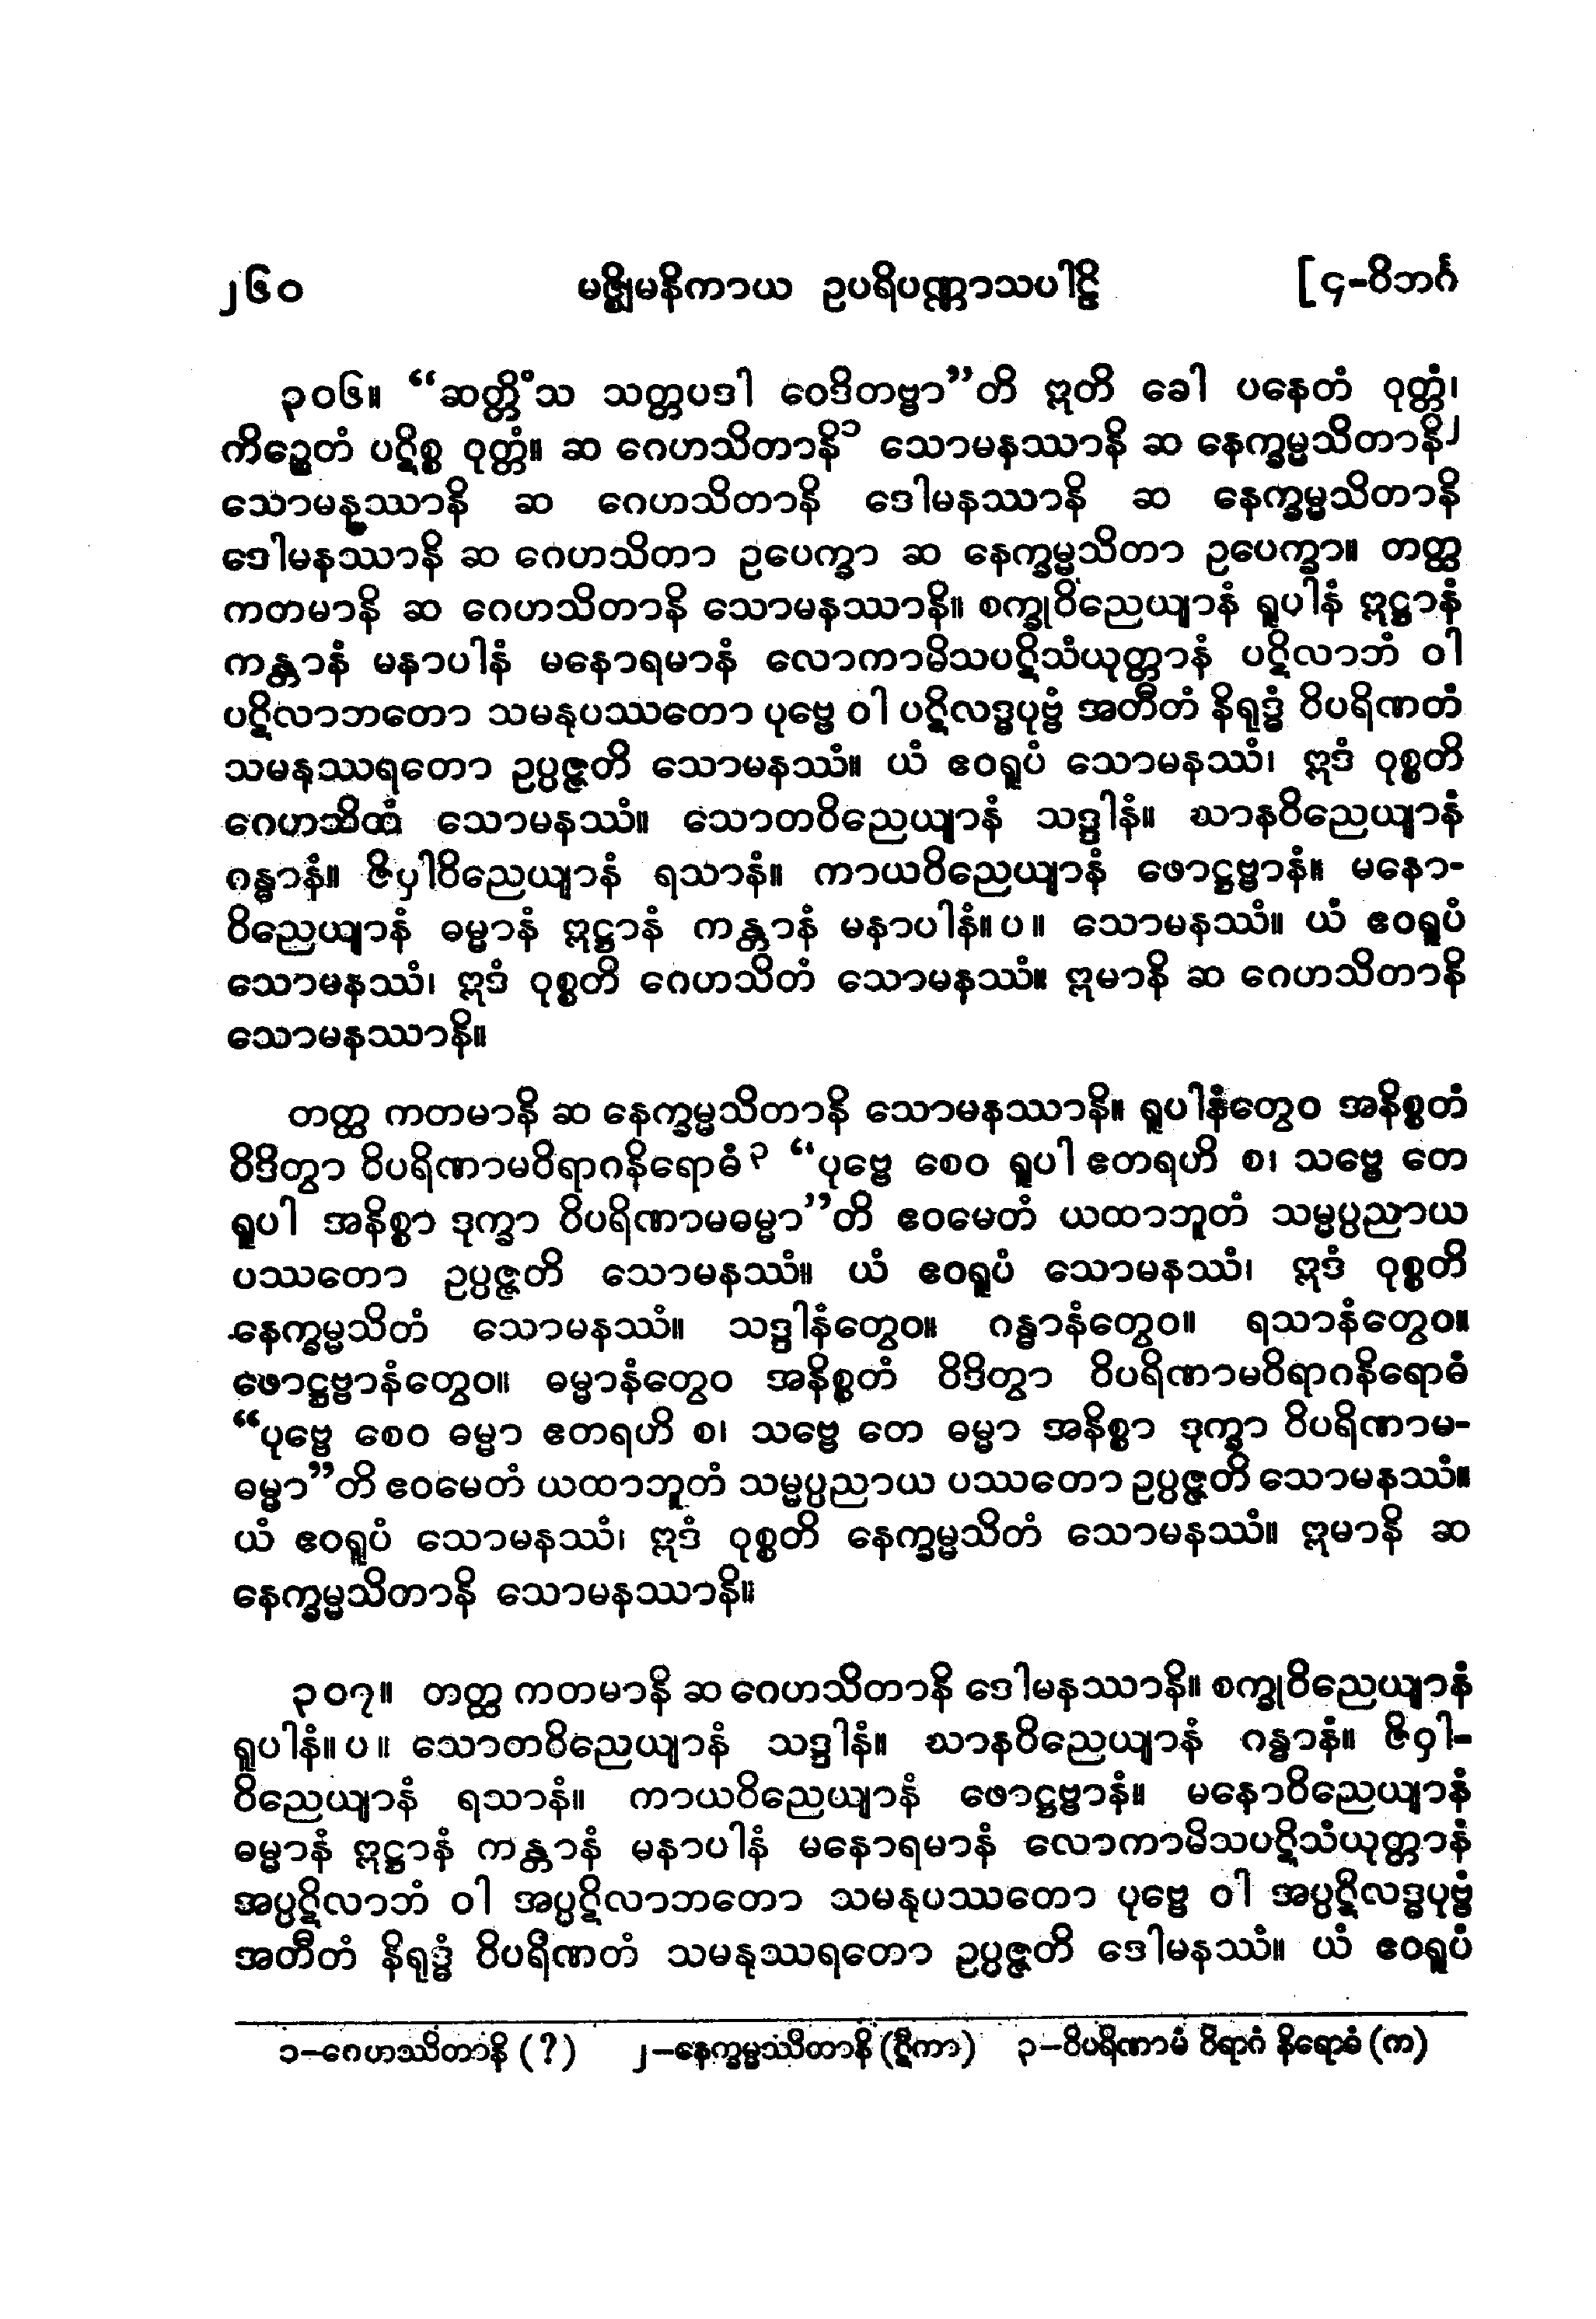 ၂၆၀ မဇ္ဈိမနိကာယ ဥပရိပဏ္ဏာသပါဠိ [၄-ဝိဘင်္ဂ
၃၀၆။ “ဆတ္တိံသ သတ္တပဒါ ဝေဒိတဗ္ဗာ”တိ ဣတိ ခေါ ပနေတံ ဝုတ္တံ၊
ကိဉ္စေတံ ပဋိစ္စ ဝုတ္တံ။ ဆ ဂေဟသိတာနိ၁ သောမနဿာနိ ဆ နေက္ခမ္မသိတာနိ၂
သောမနဿာနိ ဆ ဂေဟသိတာနိ ဒေါမနဿာနိ ဆ နေက္ခမ္မသိတာနိ
ဒေါမနဿာနိ ဆ ဂေဟသိတာ ဥပေက္ခာ ဆ နေက္ခမ္မသိတာ ဥပေက္ခာ။ တတ္ထ
ကတမာနိ ဆ ဂေဟသိတာနိ သောမနဿာနိ။ စက္ခုဝိညေယျာနံ ရူပါနံ ဣဋ္ဌာနံ
ကန္တာနံ မနာပါနံ မနောရမာနံ လောကာမိသပဋိသံယုတ္တာနံ ပဋိလာဘံ ဝါ
ပဋိလာဘတော သမနုပဿတော ပုဗ္ဗေ ဝါ ပဋိလဒ္ဓပုဗ္ဗံ အတီတံ နိရုဒ္ဓံ ဝိပရိဏတံ
သမနဿရတော ဥပ္ပဇ္ဇတိ သောမနဿံ။ ယံ ဧဝရူပံ သောမနဿံ၊ ဣဒံ ဝုစ္စတိ
ဂေဟသိတံ သောမနဿံ။ သောတဝိညေယျာနံ သဒ္ဒါနံ။ ဃာနဝိညေယျာနံ
ဂန္ဓာနံ။ ဇိဝှါဝိညေယျာနံ ရသာနံ။ ကာယဝိညေယျာနံ ဖောဋ္ဌဗ္ဗာနံ။ မနော-
ဝိညေယျာနံ ဓမ္မာနံ ဣဋ္ဌာနံ ကန္တာနံ မနာပါနံ။ ပ ။ သောမနဿံ။ ယံ ဧဝရူပံ
သောမနဿံ၊ ဣဒံ ဝုစ္စတိ ဂေဟသိတံ သောမနဿံ။ ဣမာနိ ဆ ဂေဟသိတာနိ
သောမနဿာနိ။
တတ္ထ ကတမာနိ ဆ နေက္ခမ္မသိတာနိ သောမနဿာနိ။ ရူပါနံတွေဝ အနိစ္စတံ
ဝိဒိတွာ ဝိပရိဏာမဝိရာဂနိရောဓံ၃ “ပုဗ္ဗေ စေဝ ရူပါ ဧတရဟိ စ၊ သဗ္ဗေ တေ
ရူပါ အနိစ္စာ ဒုက္ခာ ဝိပရိဏာမဓမ္မာ”တိ ဧဝမေတံ ယထာဘူတံ သမ္မပ္ပညာယ
ပဿတော ဥပ္ပဇ္ဇတိ သောမနဿံ။ ယံ ဧဝရူပံ သောမနဿံ၊ ဣဒံ ဝုစ္စတိ
နေက္ခမ္မသိတံ သောမနဿံ။ သဒ္ဒါနံတွေဝ။ ဂန္ဓာနံတွေဝ။ ရသာနံတွေဝ။
ဖောဋ္ဌဗ္ဗာနံတွေဝ။ ဓမ္မာနံတွေဝ အနိစ္စတံ ဝိဒိတွာ ဝိပရိဏာမဝိရာဂနိရောဓံ
“ပုဗ္ဗေ စေဝ ဓမ္မာ ဧတရဟိ စ၊ သဗ္ဗေ တေ ဓမ္မာ အနိစ္စာ ဒုက္ခာ ဝိပရိဏာမ-
ဓမ္မာ”တိ ဧဝမေတံ ယထာဘူတံ သမ္မပ္ပညာယ ပဿတော ဥပ္ပဇ္ဇတိ သောမနဿံ။
ယံ ဧဝရူပံ သောမနဿံ၊ ဣဒံ ဝုစ္စတိ နေက္ခမ္မသိတံ သောမနဿံ။ ဣမာနိ ဆ
နေက္ခမ္မသိတာနိ သောမနဿာနိ။
၃၀၇။ တတ္ထ ကတမာနိ ဆ ဂေဟသိတာနိ ဒေါမနဿာနိ။ စက္ခုဝိညေယျာနံ
ရူပါနံ။ ပ ။ သောတဝိညေယျာနံ သဒ္ဒါနံ။ ဃာနဝိညေယျာနံ ဂန္ဓာနံ။ ဇိဝှါ-
ဝိညေယျာနံ ရသာနံ။ ကာယဝိညေယျာနံ ဖောဋ္ဌဗ္ဗာနံ။ မနောဝိညေယျာနံ
ဓမ္မာနံ ဣဋ္ဌာနံ ကန္တာနံ မနာပါနံ မနောရမာနံ လောကာမိသပဋိသံယုတ္တာနံ
အပ္ပဋိလာဘံ ဝါ အပ္ပဋိလာဘတော သမနုပဿတော ပုဗ္ဗေ ဝါ အပ္ပဋိလဒ္ဓပုဗ္ဗံ
အတီတံ နိရုဒ္ဓံ ဝိပရိဏတံ သမနုဿရတော ဥပ္ပဇ္ဇတိ ဒေါမနဿံ။ ယံ ဧဝရူပံ
၁–ဂေဟဿိတာနိ (?) ၂–နေက္ခမ္မဿိတာနိ (ဋီကာ) ၃–ဝိပရိဏာမံ ဝိရာဂံ နိရောဓံ (က)